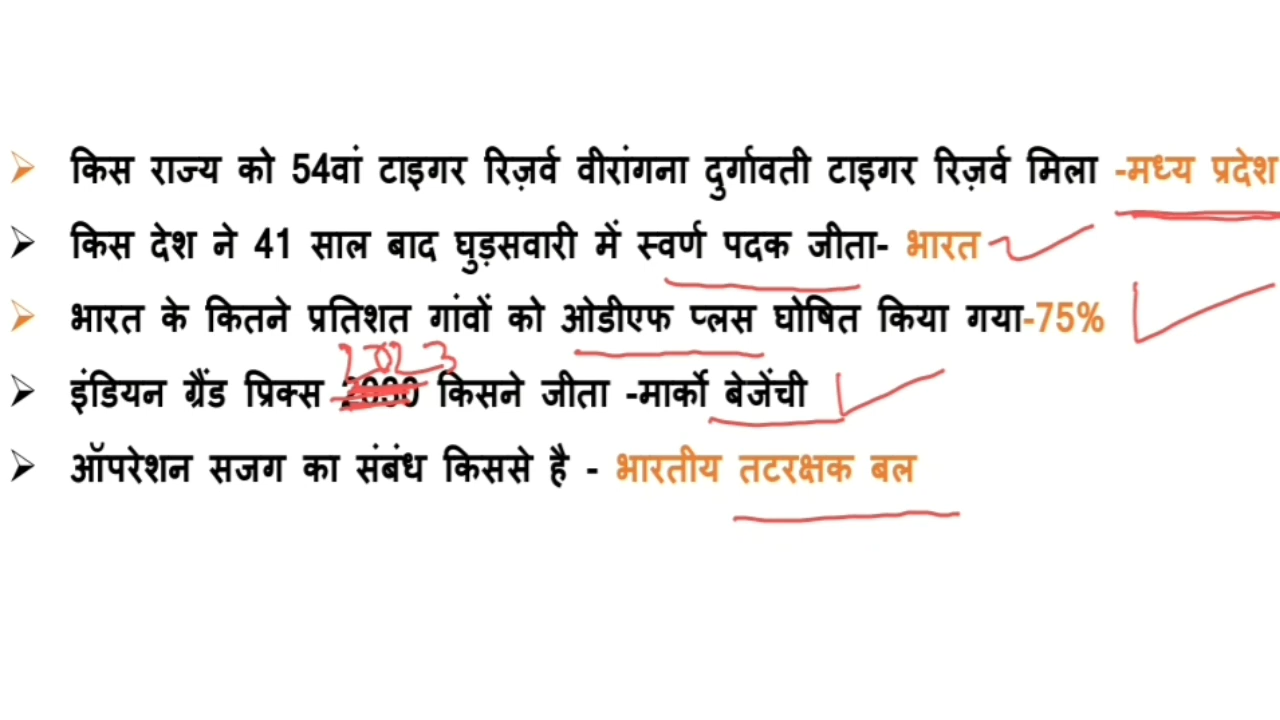 किस राज्य को 54वां टाइगर रिज़र्व वीरांगना दुर्गावती टाइगर रिज़र्व मिला -मध्य प्रदेश
किस देश ने 41 साल बाद घुड़सवारी में स्वर्ण पदक जीता- भारत
भारत के कितने प्रतिशत गांवों को ओडीएफ प्लस घोषित किया गया-75%
2023
इंडियन ग्रैंड प्रिक्स किसने जीता -मार्को बेजेंची
ऑपरेशन सजग का संबंध किससे है - भारतीय तटरक्षक बल